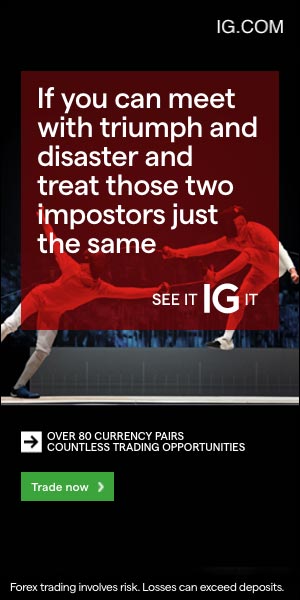 IG.COM
If you can meet
with triumph and
disaster and
treat those two
impostors just
the same
SEE IT IG IT
OVER 80 CURRENCY PAIRS
COUNTLESS TRADING OPPORTUNITIES
Trade now
Forex trading involves risk. Losses can exceed deposits.